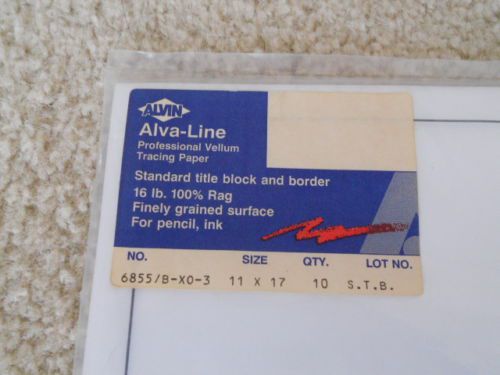 ALVIN
Alva-Line
Professional Vellum
Tracing Paper
Standard title block and border
16 lb. 100% Rag
Finely grained surface
For pencil, ink
NO. SIZE QTY. LOT NO.
6855/B-XO-3 11 X 17 10 S.T.B.